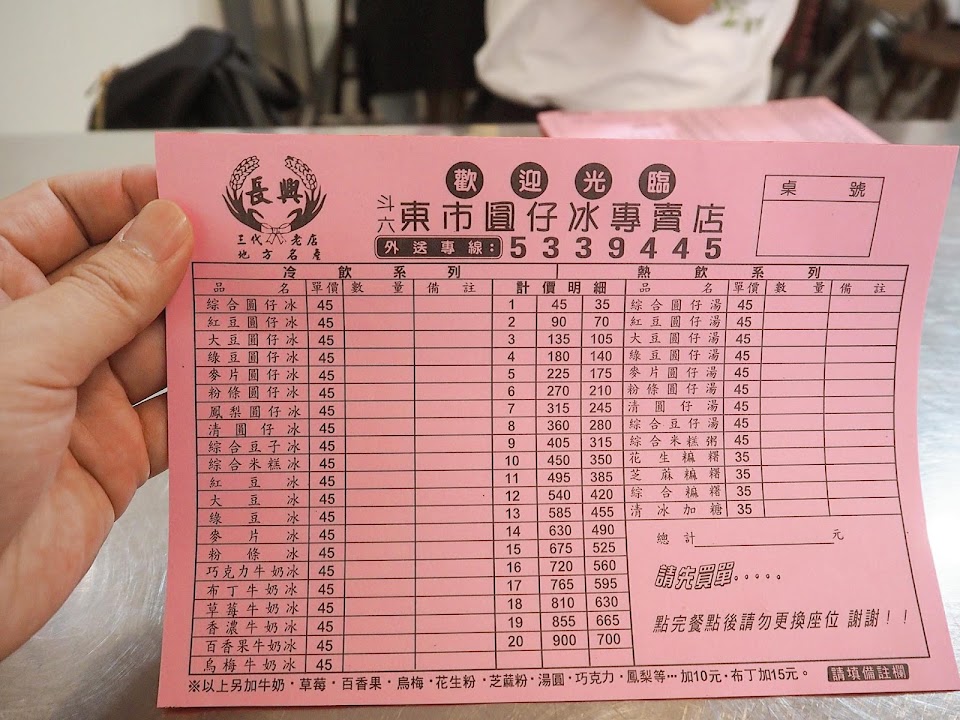 長興
三代老店
地方名產
歡迎光臨
斗六東市圓仔冰專賣店
外送專線：5339445
桌 號
冷飲系列 熱飲系列
品名 單價 數量 備註 計價明細 品名 單價 數量 備註
綜合圓仔冰 45 1 45 35 綜合圓仔湯 45
紅豆圓仔冰 45 2 90 70 紅豆圓仔湯 45
大豆圓仔冰 45 3 135 105 大豆圓仔湯 45
綠豆圓仔冰 45 4 180 140 綠豆圓仔湯 45
麥片圓仔冰 45 5 225 175 麥片圓仔湯 45
粉條圓仔冰 45 6 270 210 粉條圓仔湯 45
鳳梨圓仔冰 45 7 315 245 清圓仔湯 45
清圓仔冰 45 8 360 280 綜合豆仔湯 45
綜合豆子冰 45 9 405 315 綜合米糕粥 45
綜合米糕冰 45 10 450 350 花生麻糬 35
紅豆冰 45 11 495 385 芝蔴麻糬 35
大豆冰 45 12 540 420 綜合麻糬 35
綠豆冰 45 13 585 455 清冰加糖 35
麥片冰 45 14 630 490
粉條冰 45 15 675 525
巧克力牛奶冰 45 16 720 560
布丁牛奶冰 45 17 765 595
草莓牛奶冰 45 18 810 630
香濃牛奶冰 45 19 855 665
百香果牛奶冰 45 20 900 700
烏梅牛奶冰 45
總計 元
請先買單.....
點完餐點後請勿更換座位 謝謝！！
※以上另加牛奶·草莓·百香果·烏梅·花生粉·芝蔴粉·湯圓·巧克力·鳳梨等…加10元·布丁加15元。 請填備註欄